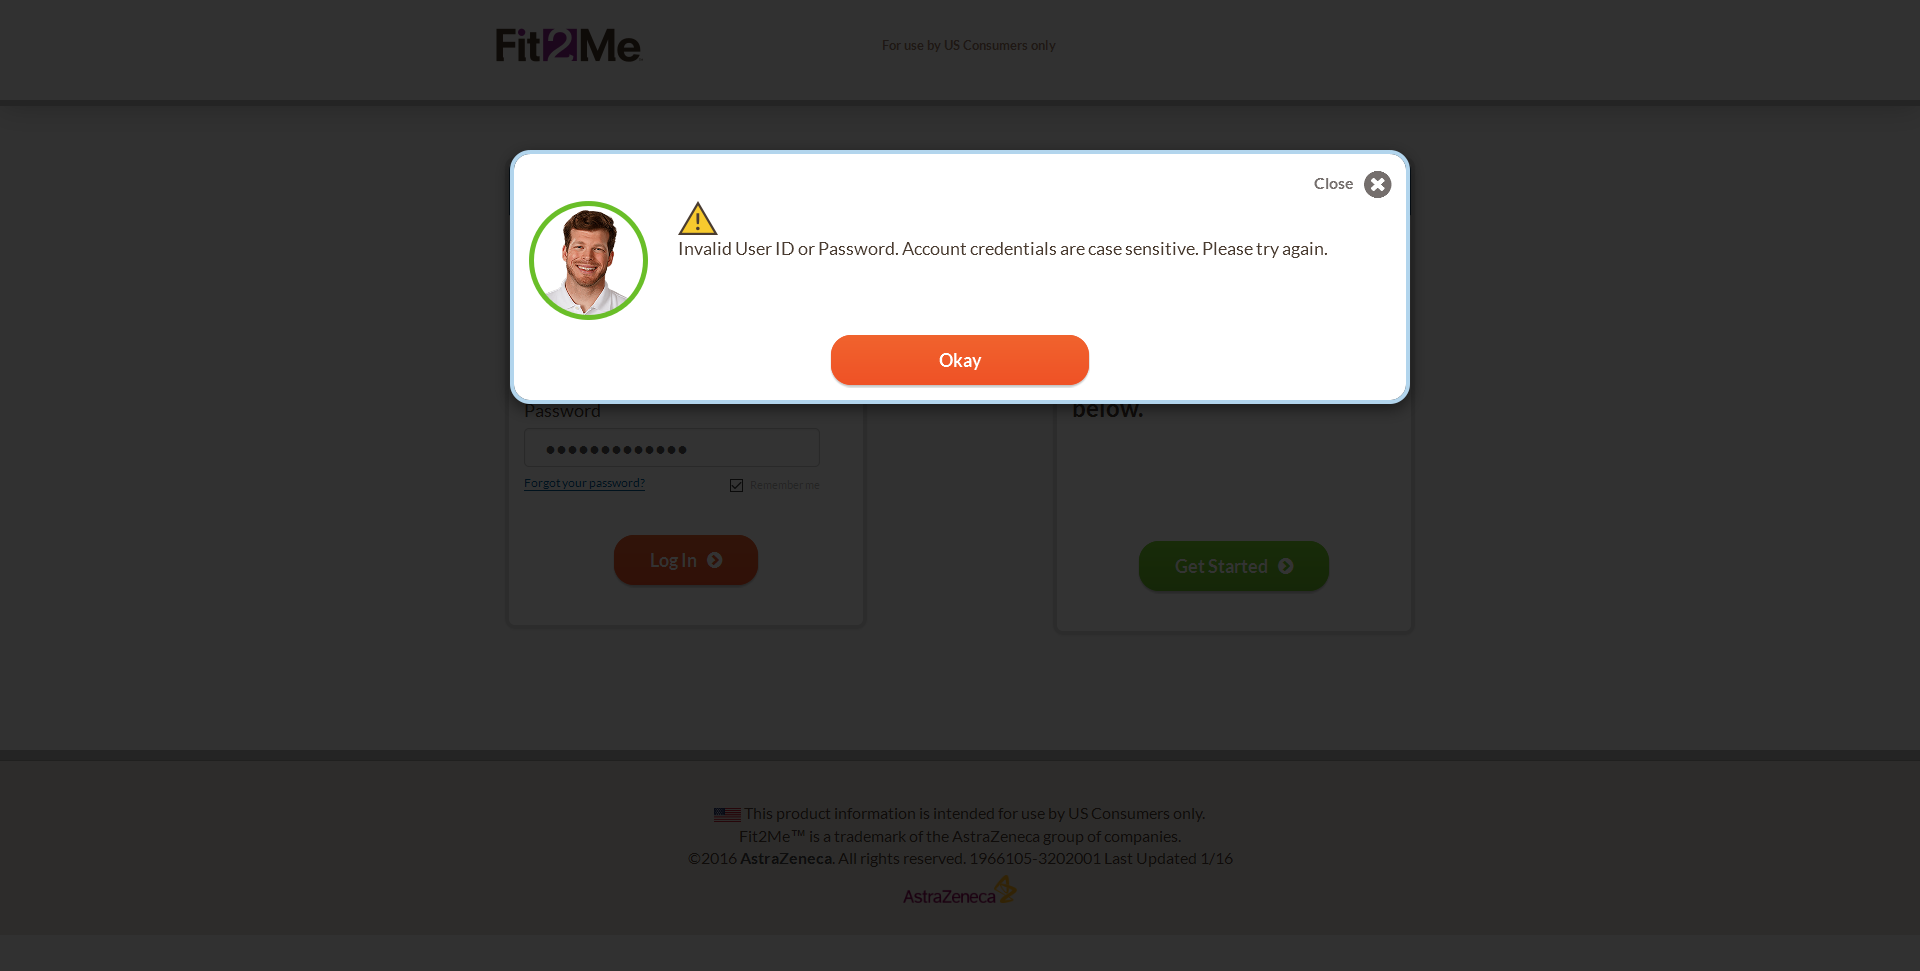 Fit2Me
For use by US Consumers only
Close
Invalid User ID or Password. Account credentials are case sensitive. Please try again.
Okay
Password
below.
Forgot your password?
Remember me
Log In
Get Started
This product information is intended for use by US Consumers only.
Fit2Me™ is a trademark of the AstraZeneca group of companies.
©2016 AstraZeneca. All rights reserved. 1966105-3202001 Last Updated 1/16
AstraZeneca